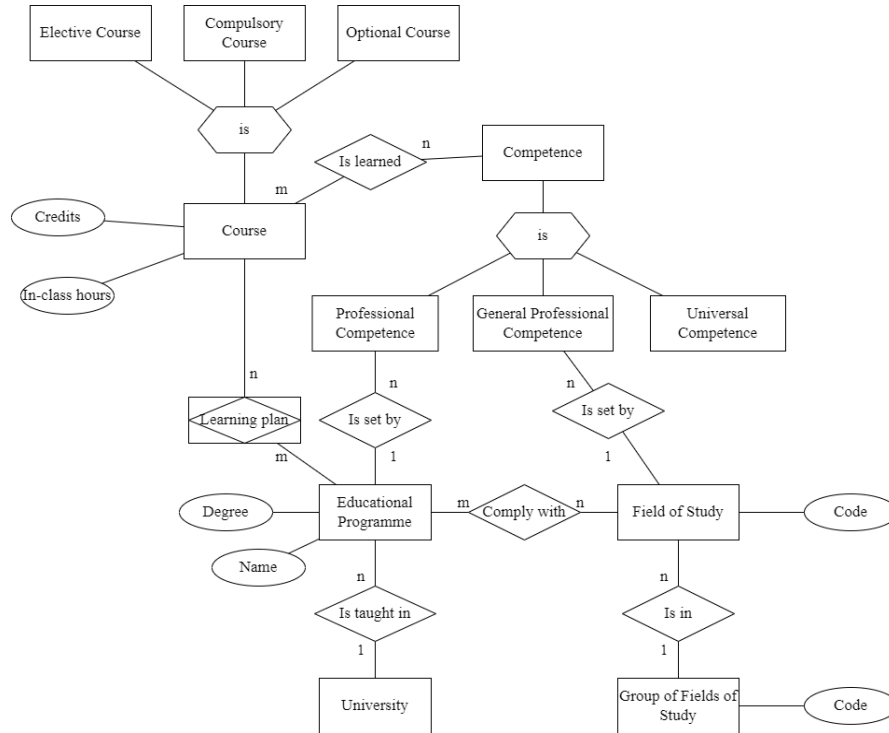 Elective Course
Compulsory
Course
Optional Course
is
Is learned
n
Competence
m
Credits
Course
is
In-class hours
Professional
Competence
General Professional
Competence
Universal
Competence
n
n
n
Learning plan
Is set by
Is set by
m
1
1
Degree
Educational
Programme
m
Comply with
n
Field of Study
Code
Name
n
n
Is taught in
Is in
1
1
University
Group of Fields of
Study
Code